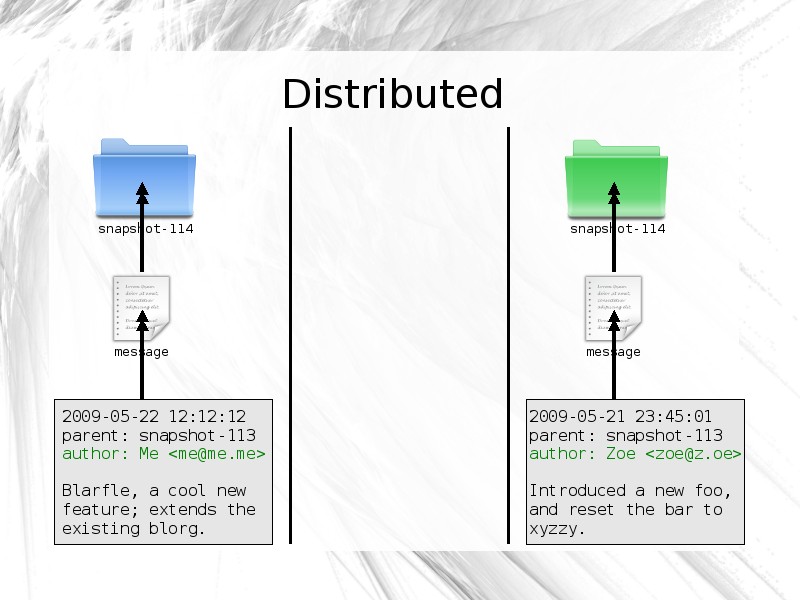 Distributed
snapshot-114
message
2009-05-22 12:12:12
parent: snapshot-113
author: Me <me@me.me>
Blarfle, a cool new
feature; extends the
existing blorg.
snapshot-114
message
2009-05-21 23:45:01
parent: snapshot-113
author: Zoe <zoe@z.oe>
Introduced a new foo,
and reset the bar to
xyzzy.